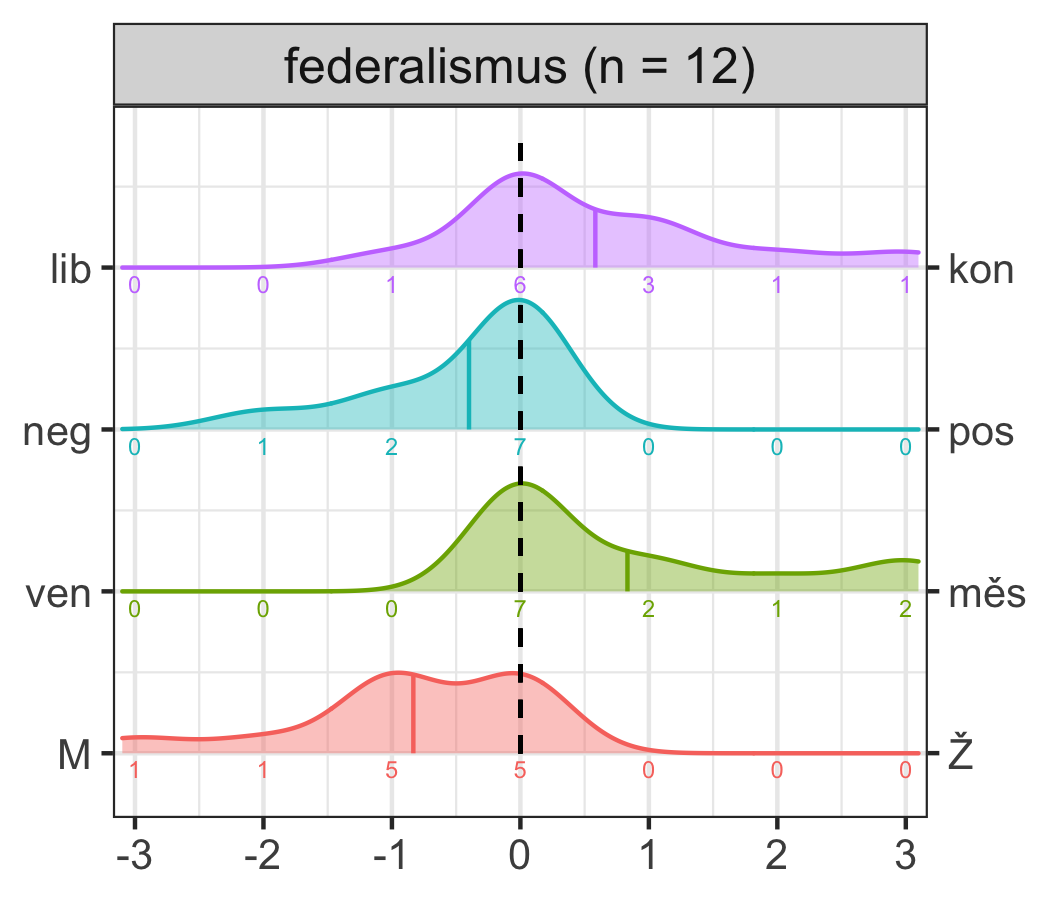 federalismus (n = 12)
lib kon
0 0 1 6 3 1 1
neg pos
0 1 2 7 0 0 0
ven měs
0 0 0 7 2 1 2
M Ž
1 1 5 5 0 0 0
-3 -2 -1 0 1 2 3